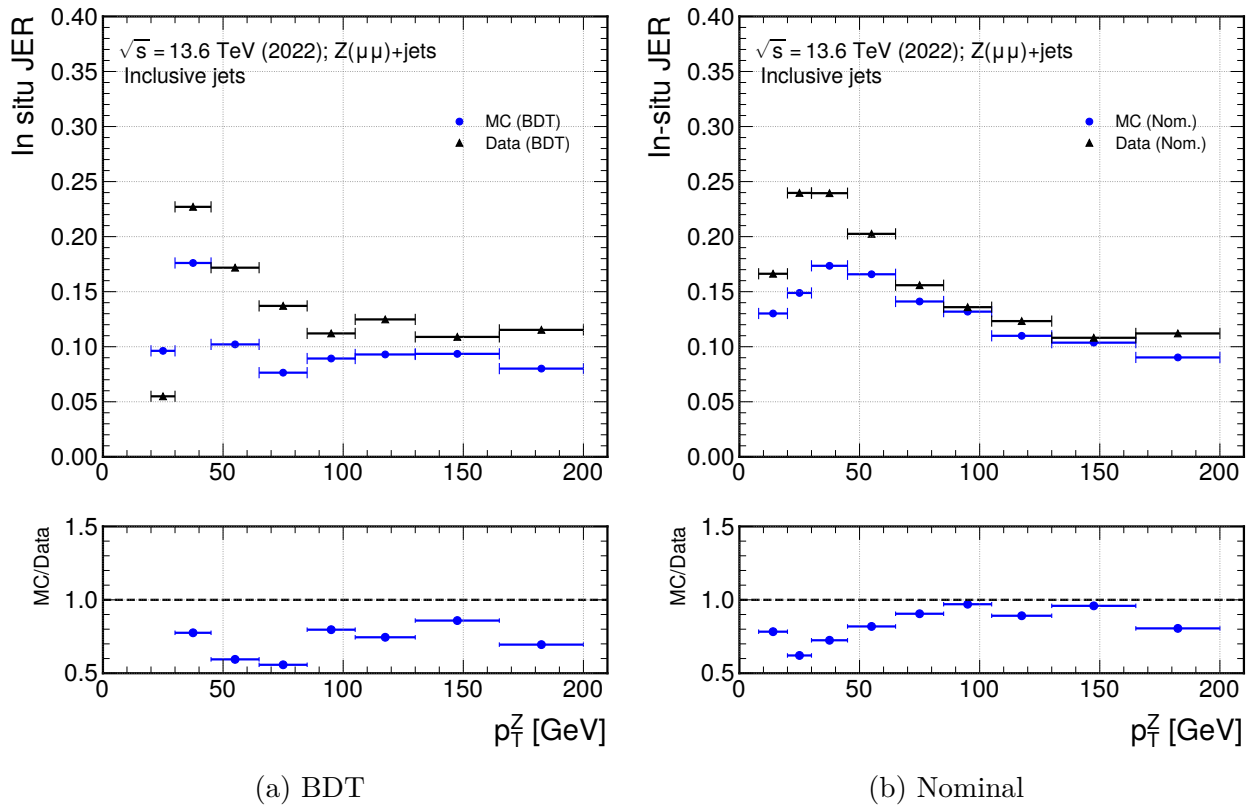 In situ JER
0.40
0.35
0.30
0.25
0.20
0.15
0.10
0.05
0.00
√s = 13.6 TeV (2022); Z(μμ)+jets
Inclusive jets
MC (BDT)
Data (BDT)
0 50 100 150 200
MC/Data
1.5
1.0
0.5
0 50 100 150 200
p_T^Z [GeV]
(a) BDT
In-situ JER
0.40
0.35
0.30
0.25
0.20
0.15
0.10
0.05
0.00
√s = 13.6 TeV (2022); Z(μμ)+jets
Inclusive jets
MC (Nom.)
Data (Nom.)
0 50 100 150 200
MC/Data
1.5
1.0
0.5
0 50 100 150 200
p_T^Z [GeV]
(b) Nominal